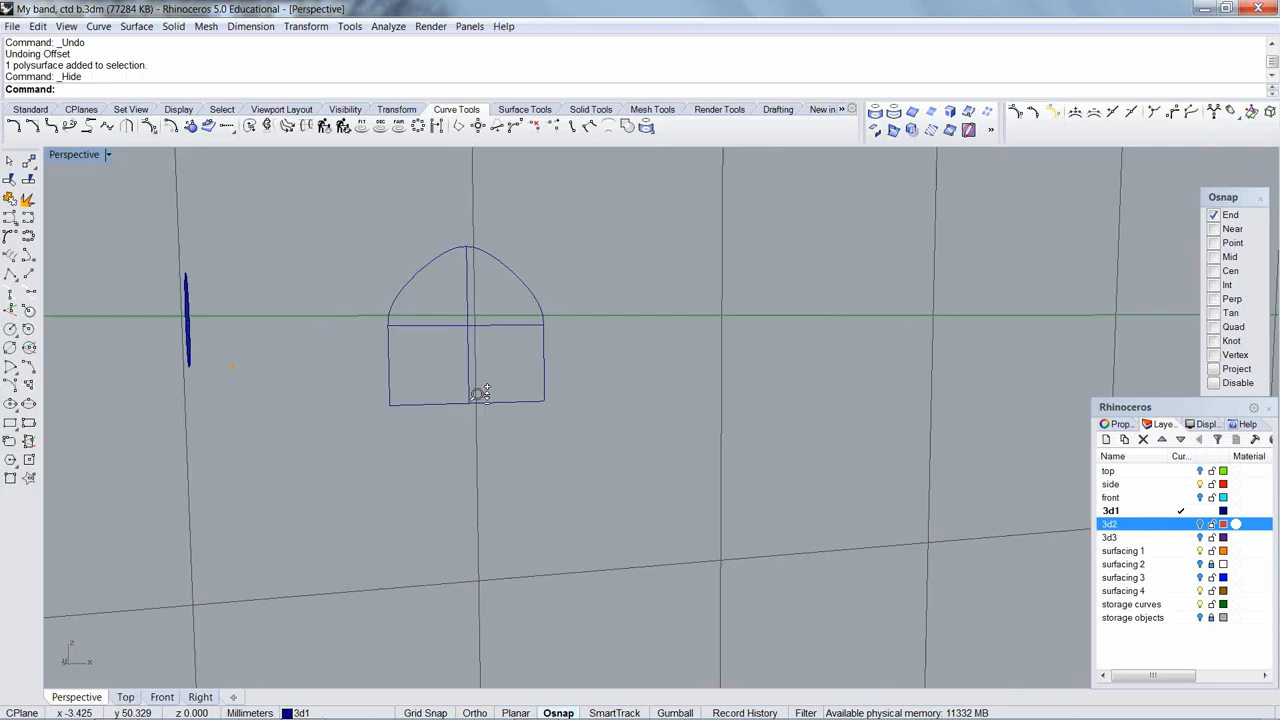 My band, ctd b.3dm (77284 KB) - Rhinoceros 5.0 Educational - [Perspective]
File Edit View Curve Surface Solid Mesh Dimension Transform Tools Analyze Render Panels Help
Command: _Undo
Undoing Offset
1 polysurface added to selection.
Command: _Hide
Command:
Standard CPlanes Set View Display Select Viewport Layout Visibility Transform Curve Tools Surface Tools Solid Tools Mesh Tools Render Tools Drafting New in »
Perspective
Osnap
End
Near
Point
Mid
Cen
Int
Perp
Tan
Quad
Knot
Vertex
Project
Disable
Rhinoceros
Prop... Laye... Displ... Help
Name Cur... Material
top
side
front
3d1
3d2
3d3
surfacing 1
surfacing 2
surfacing 3
surfacing 4
storage curves
storage objects
z
y x
Perspective Top Front Right
CPlane x -3.425 y 50.329 z 0.000 Millimeters 3d1 Grid Snap Ortho Planar Osnap SmartTrack Gumball Record History Filter Available physical memory: 11332 MB